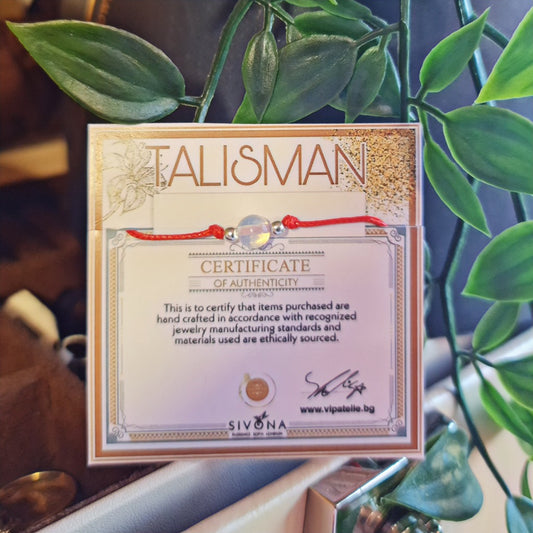 TALISMAN
CERTIFICATE
OF AUTHENTICITY
This is to certify that items purchased are
hand crafted in accordance with recognized
jewelry manufacturing standards and
materials used are ethically sourced.
www.vipatelie.bg
SIVONA